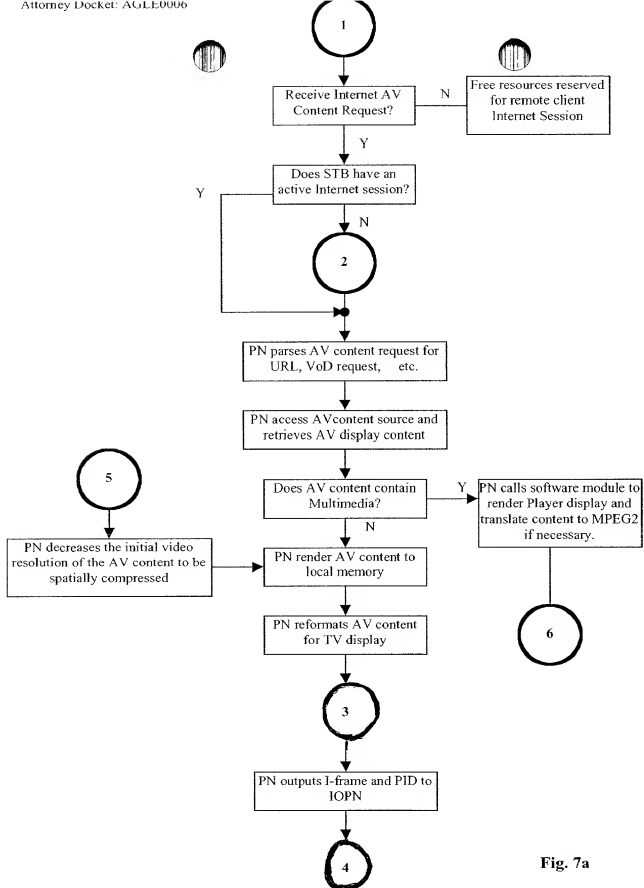 Attorney Docket: AGLE0006
1
Receive Internet AV
Content Request?
N
Free resources reserved
for remote client
Internet Session
Y
Does STB have an
active Internet session?
Y
N
2
PN parses AV content request for
URL, VoD request, etc.
PN access AVcontent source and
retrieves AV display content
5
Does AV content contain
Multimedia?
Y
PN calls software module to
render Player display and
translate content to MPEG2
if necessary.
N
PN decreases the initial video
resolution of the AV content to be
spatially compressed
PN render AV content to
local memory
PN reformats AV content
for TV display
6
3
PN outputs I-frame and PID to
IOPN
4
Fig. 7a